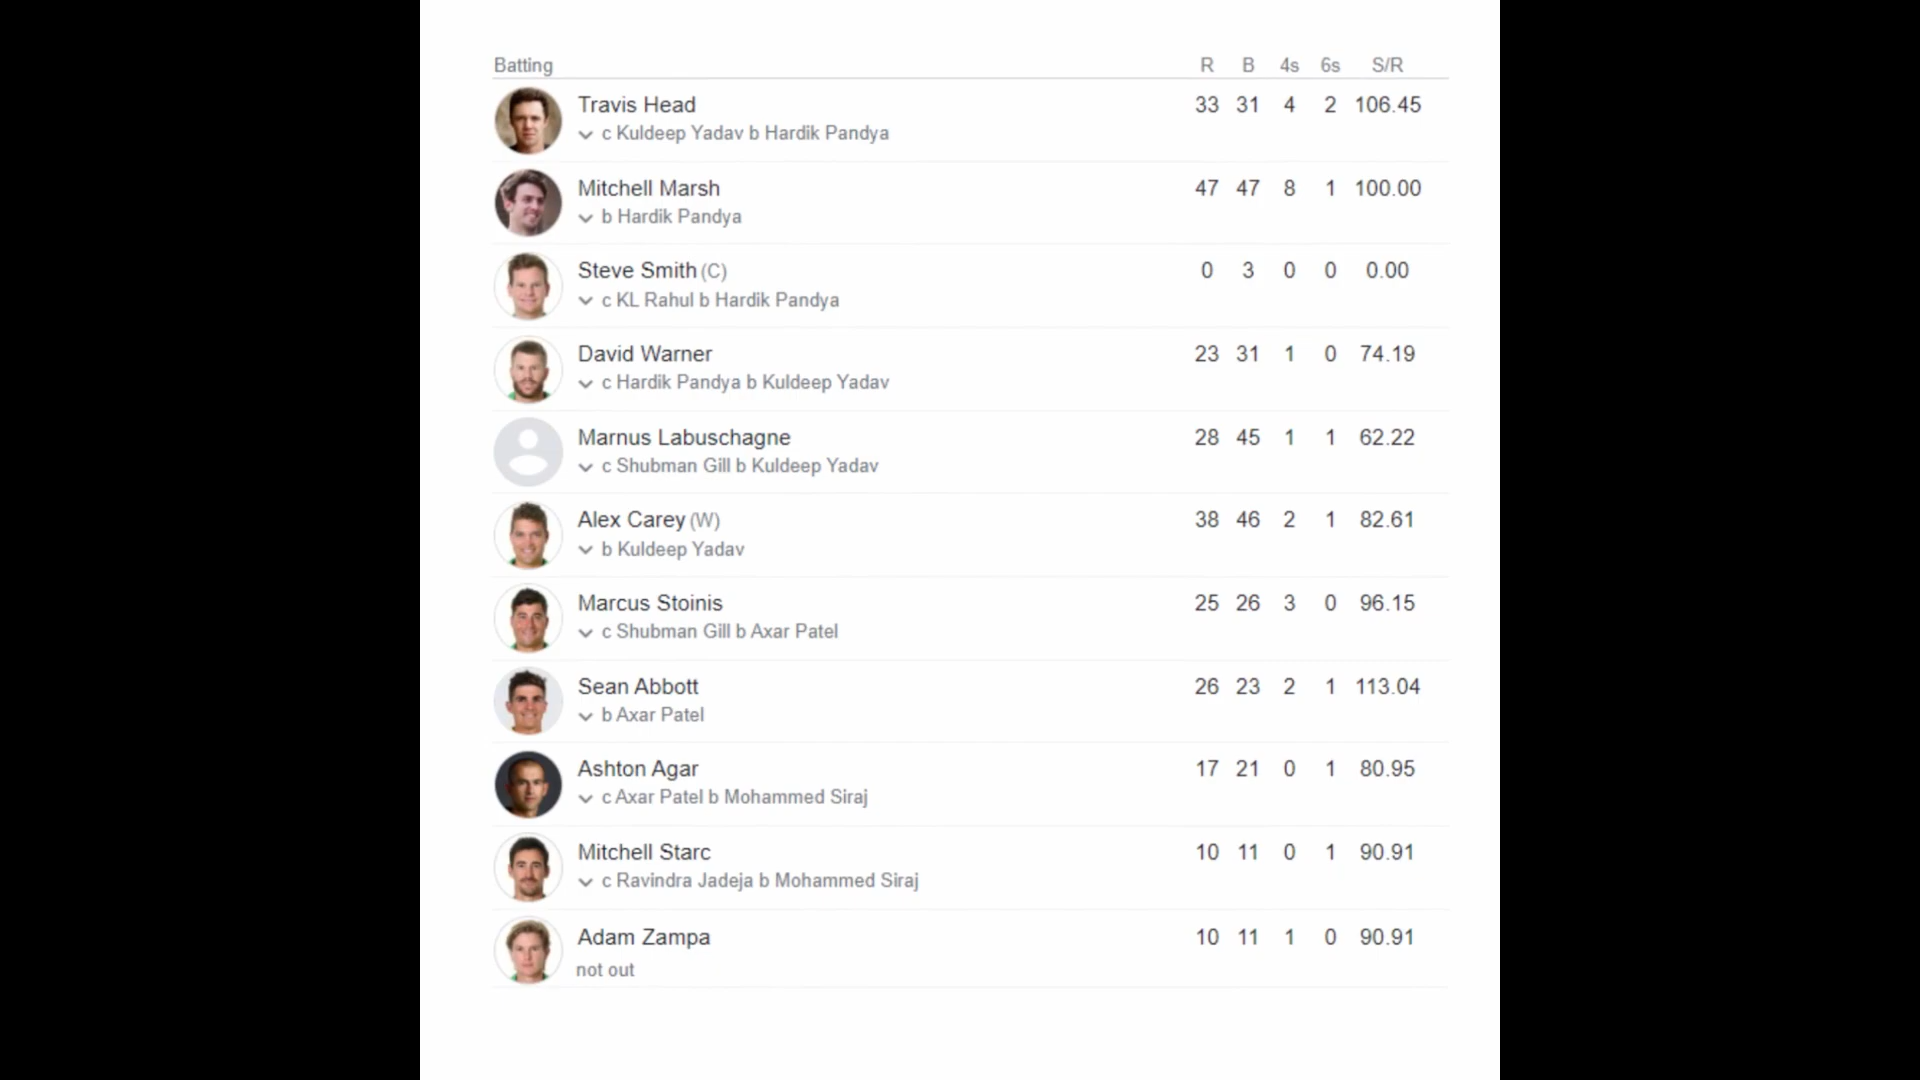 Batting R B 4s 6s S/R
Travis Head 33 31 4 2 106.45
c Kuldeep Yadav b Hardik Pandya
Mitchell Marsh 47 47 8 1 100.00
b Hardik Pandya
Steve Smith (C) 0 3 0 0 0.00
c KL Rahul b Hardik Pandya
David Warner 23 31 1 0 74.19
c Hardik Pandya b Kuldeep Yadav
Marnus Labuschagne 28 45 1 1 62.22
c Shubman Gill b Kuldeep Yadav
Alex Carey (W) 38 46 2 1 82.61
b Kuldeep Yadav
Marcus Stoinis 25 26 3 0 96.15
c Shubman Gill b Axar Patel
Sean Abbott 26 23 2 1 113.04
b Axar Patel
Ashton Agar 17 21 0 1 80.95
c Axar Patel b Mohammed Siraj
Mitchell Starc 10 11 0 1 90.91
c Ravindra Jadeja b Mohammed Siraj
Adam Zampa 10 11 1 0 90.91
not out